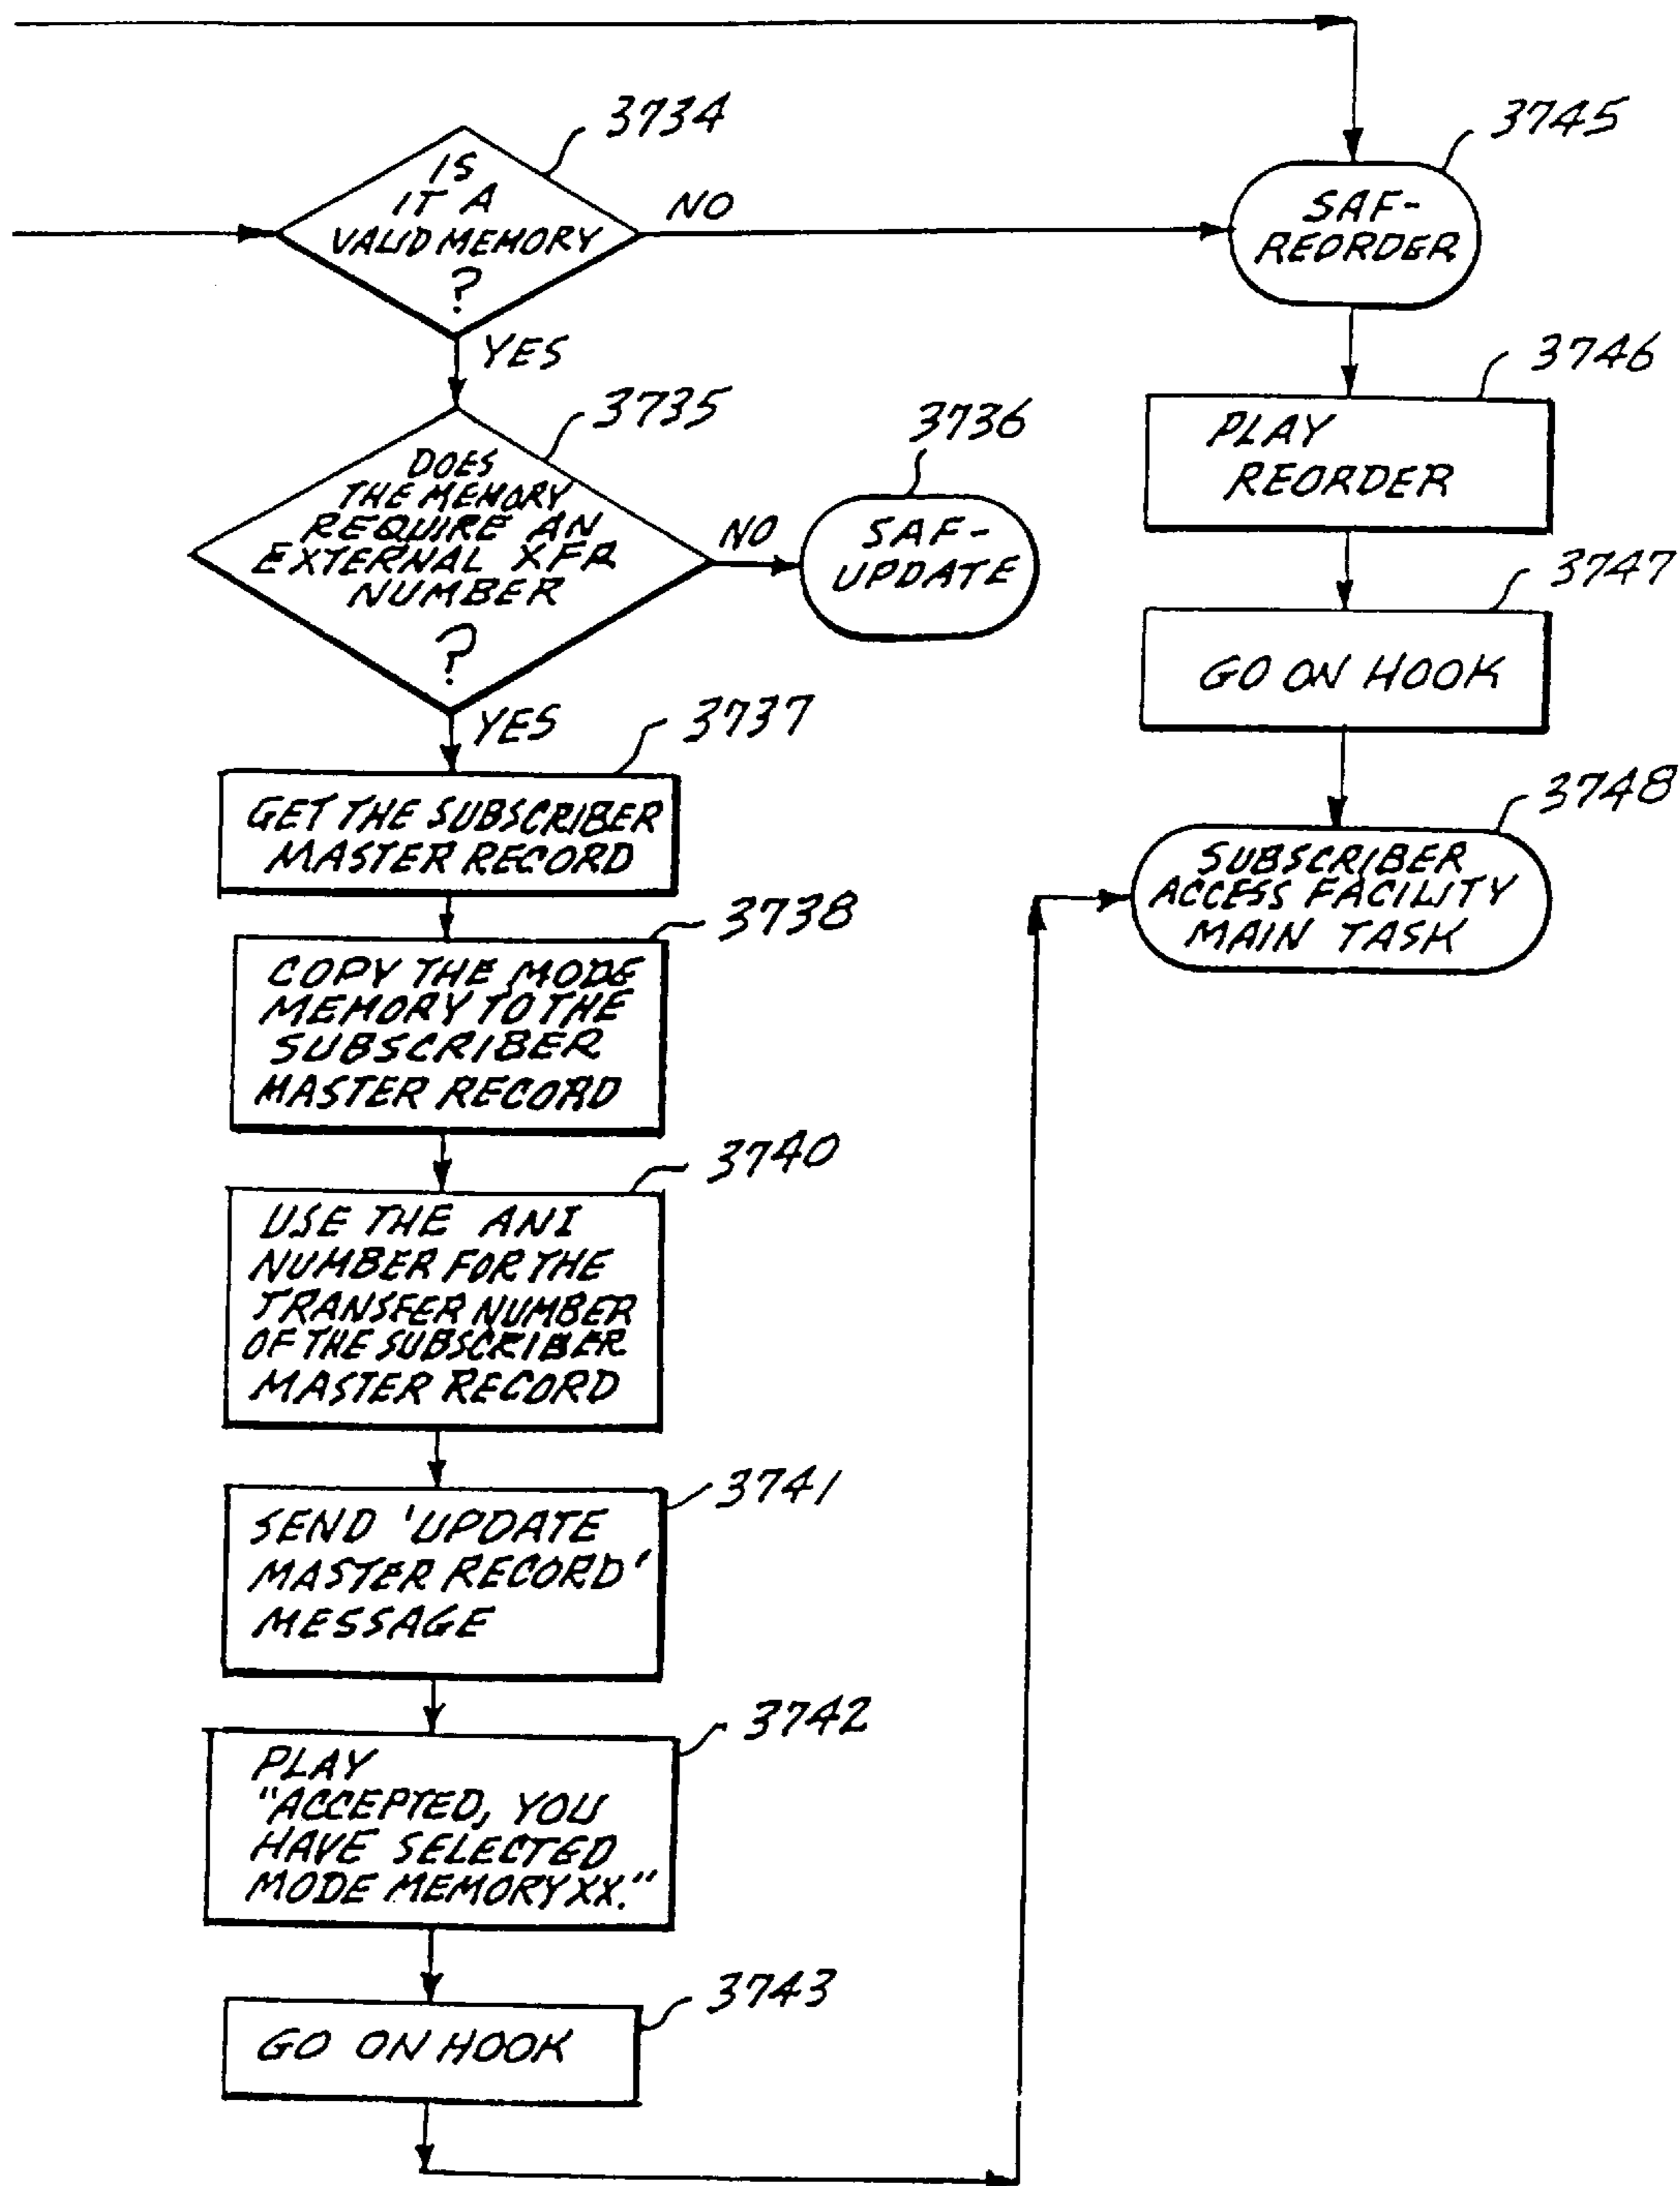 3734
IS
IT A
VALID MEMORY
?
NO
YES
3745
SAF-
REORDER
3735
DOES
THE MEMORY
REQUIRE AN
EXTERNAL XFR
NUMBER
?
NO
YES
3736
SAF-
UPDATE
3746
PLAY
REORDER
3747
GO ON HOOK
3748
SUBSCRIBER
ACCESS FACILITY
MAIN TASK
3737
GET THE SUBSCRIBER
MASTER RECORD
3738
COPY THE MODE
MEMORY TO THE
SUBSCRIBER
MASTER RECORD
3740
USE THE ANI
NUMBER FOR THE
TRANSFER NUMBER
OF THE SUBSCRIBER
MASTER RECORD
3741
SEND 'UPDATE
MASTER RECORD'
MESSAGE
3742
PLAY
"ACCEPTED, YOU
HAVE SELECTED
MODE MEMORY XX."
3743
GO ON HOOK